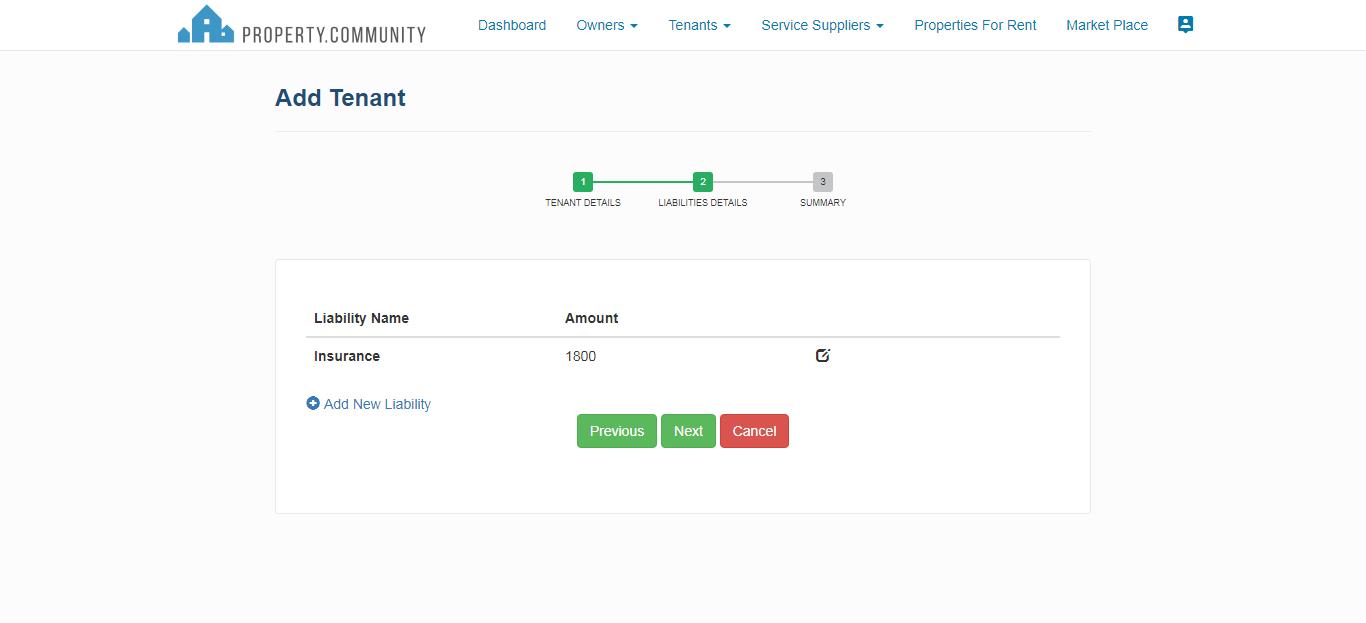 PROPERTY.COMMUNITY Dashboard Owners Tenants Service Suppliers Properties For Rent Market Place
Add Tenant
1 2 3
TENANT DETAILS LIABILITIES DETAILS SUMMARY
Liability Name Amount
Insurance 1800
Add New Liability
Previous Next Cancel